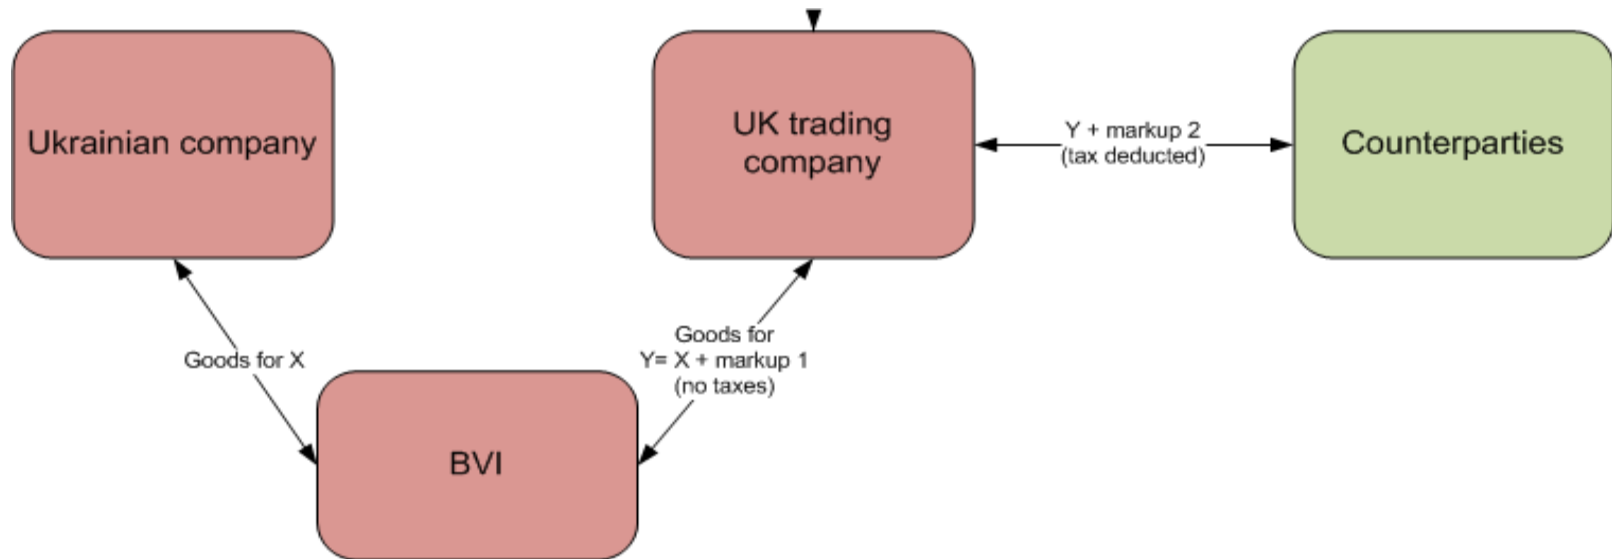 Ukrainian company
UK trading
company
Y + markup 2
(tax deducted)
Counterparties
Goods for X
Goods for
Y= X + markup 1
(no taxes)
BVI